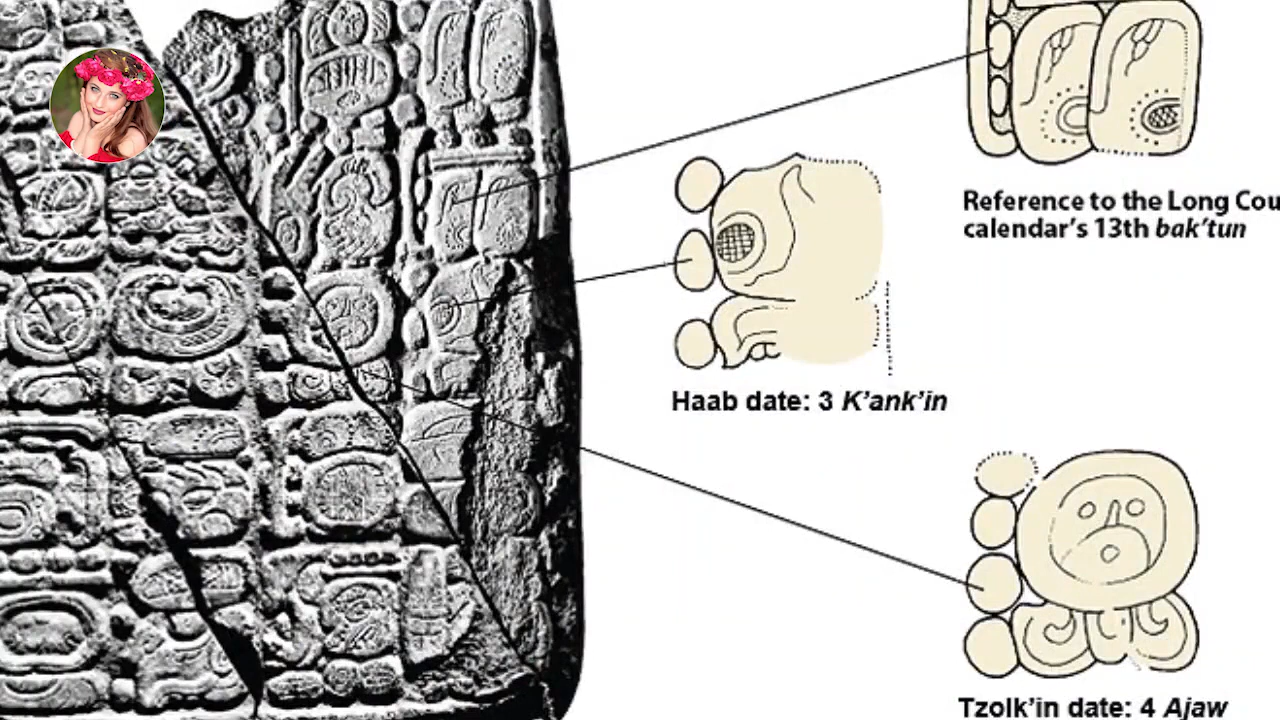 Reference to the Long Cou
calendar's 13th bak'tun
Haab date: 3 K'ank'in
Tzolk'in date: 4 Ajaw